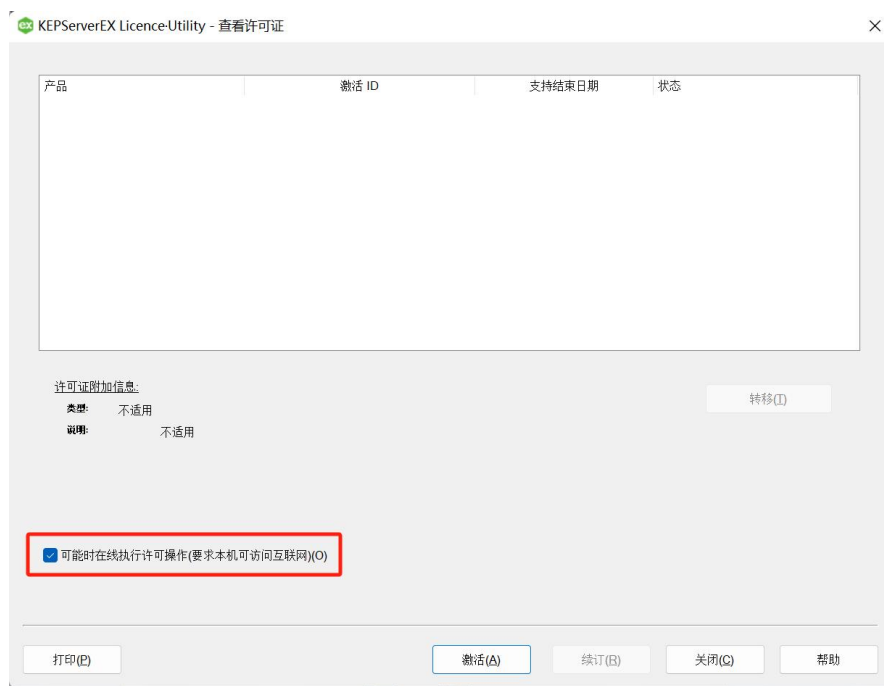 ex KEPServerEX Licence·Utility - 查看许可证
产品 激活 ID 支持结束日期 状态
许可证附加信息:
类型: 不适用
转移(T)
说明: 不适用
可能时在线执行许可操作(要求本机可访问互联网)(O)
打印(P) 激活(A) 续订(R) 关闭(C) 帮助